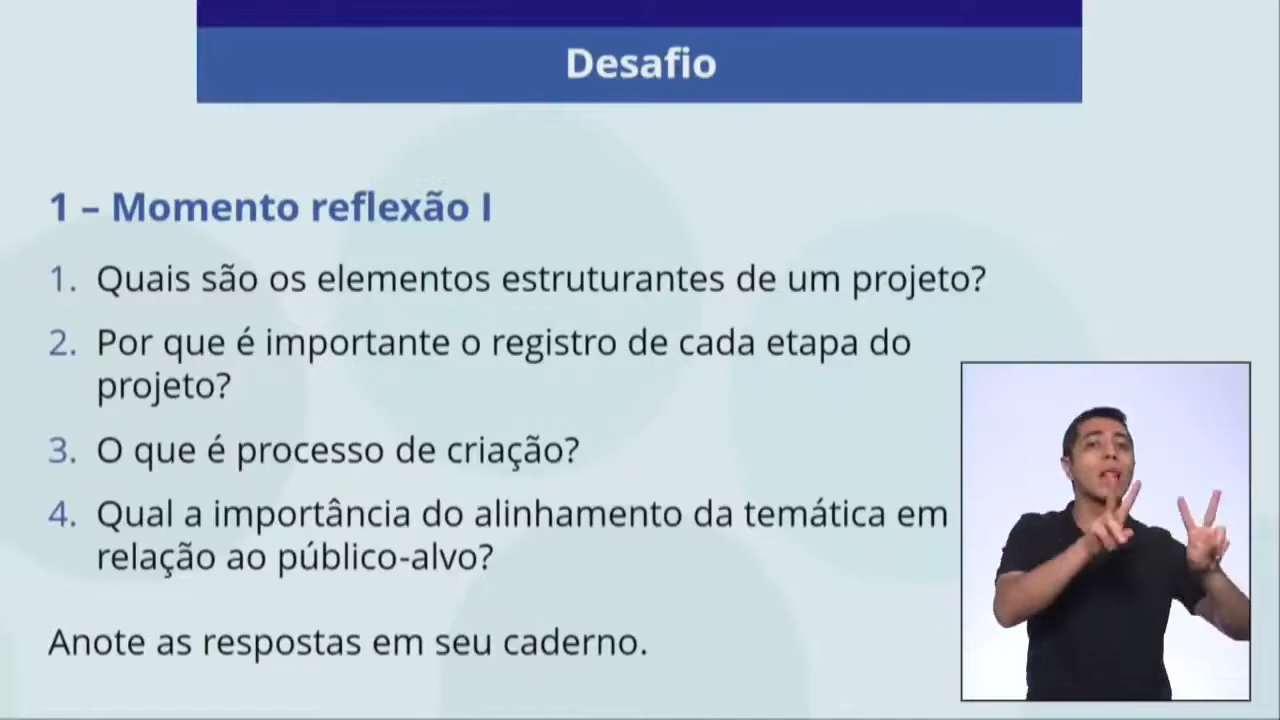 Desafio
1 – Momento reflexão I
1. Quais são os elementos estruturantes de um projeto?
2. Por que é importante o registro de cada etapa do
projeto?
3. O que é processo de criação?
4. Qual a importância do alinhamento da temática em
relação ao público-alvo?
Anote as respostas em seu caderno.